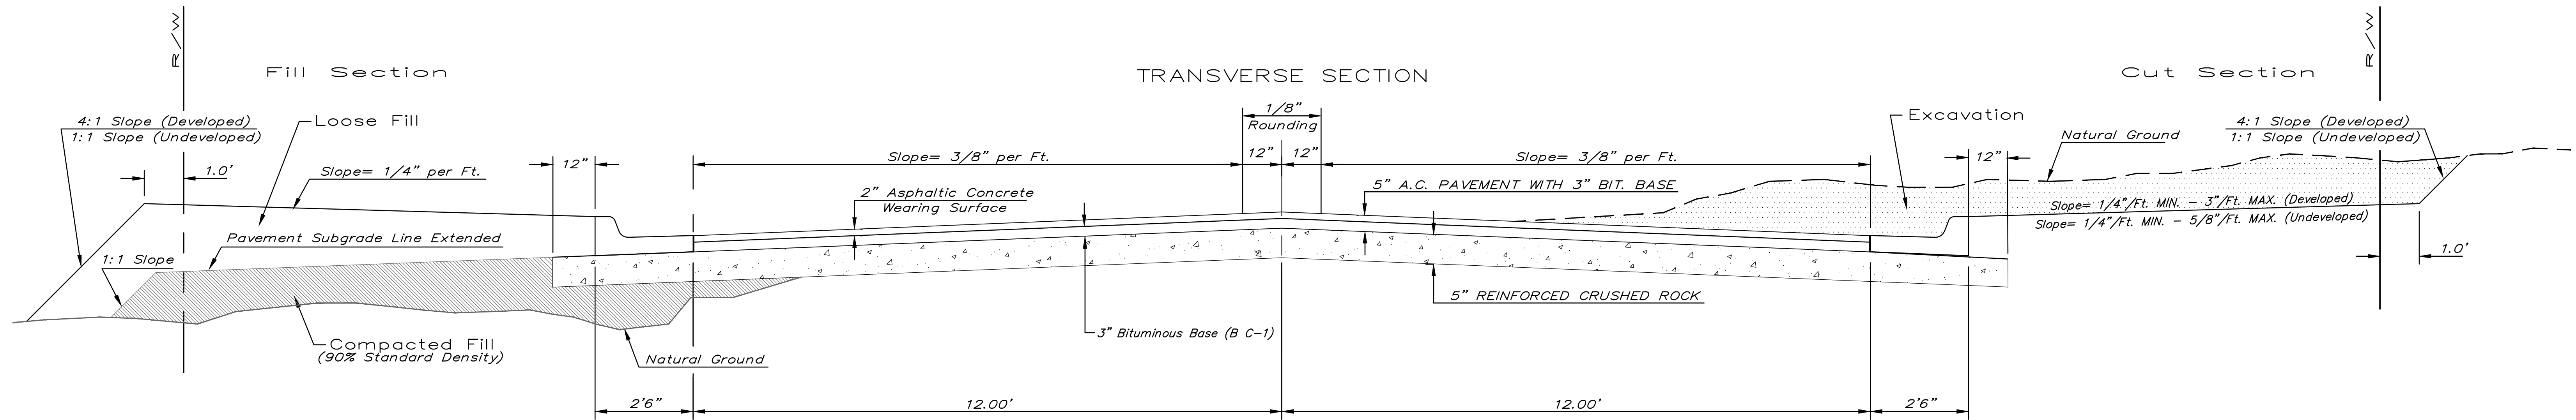 R/W
R/W
Fill Section
TRANSVERSE SECTION
Cut Section
4:1 Slope (Developed)
1:1 Slope (Undeveloped)
Loose Fill
1/8"
Rounding
Excavation
4:1 Slope (Developed)
1:1 Slope (Undeveloped)
Natural Ground
1.0'
Slope= 1/4" per Ft.
12"
Slope= 3/8" per Ft.
12"
12"
Slope= 3/8" per Ft.
12"
2" Asphaltic Concrete
Wearing Surface
5" A.C. PAVEMENT WITH 3" BIT. BASE
Slope= 1/4"/Ft. MIN. - 3"/Ft. MAX. (Developed)
Slope= 1/4"/Ft. MIN. - 5/8"/Ft. MAX. (Undeveloped)
Pavement Subgrade Line Extended
1:1 Slope
1.0'
5" REINFORCED CRUSHED ROCK
3" Bituminous Base (B C-1)
Compacted Fill
(90% Standard Density)
Natural Ground
2'6"
12.00'
12.00'
2'6"